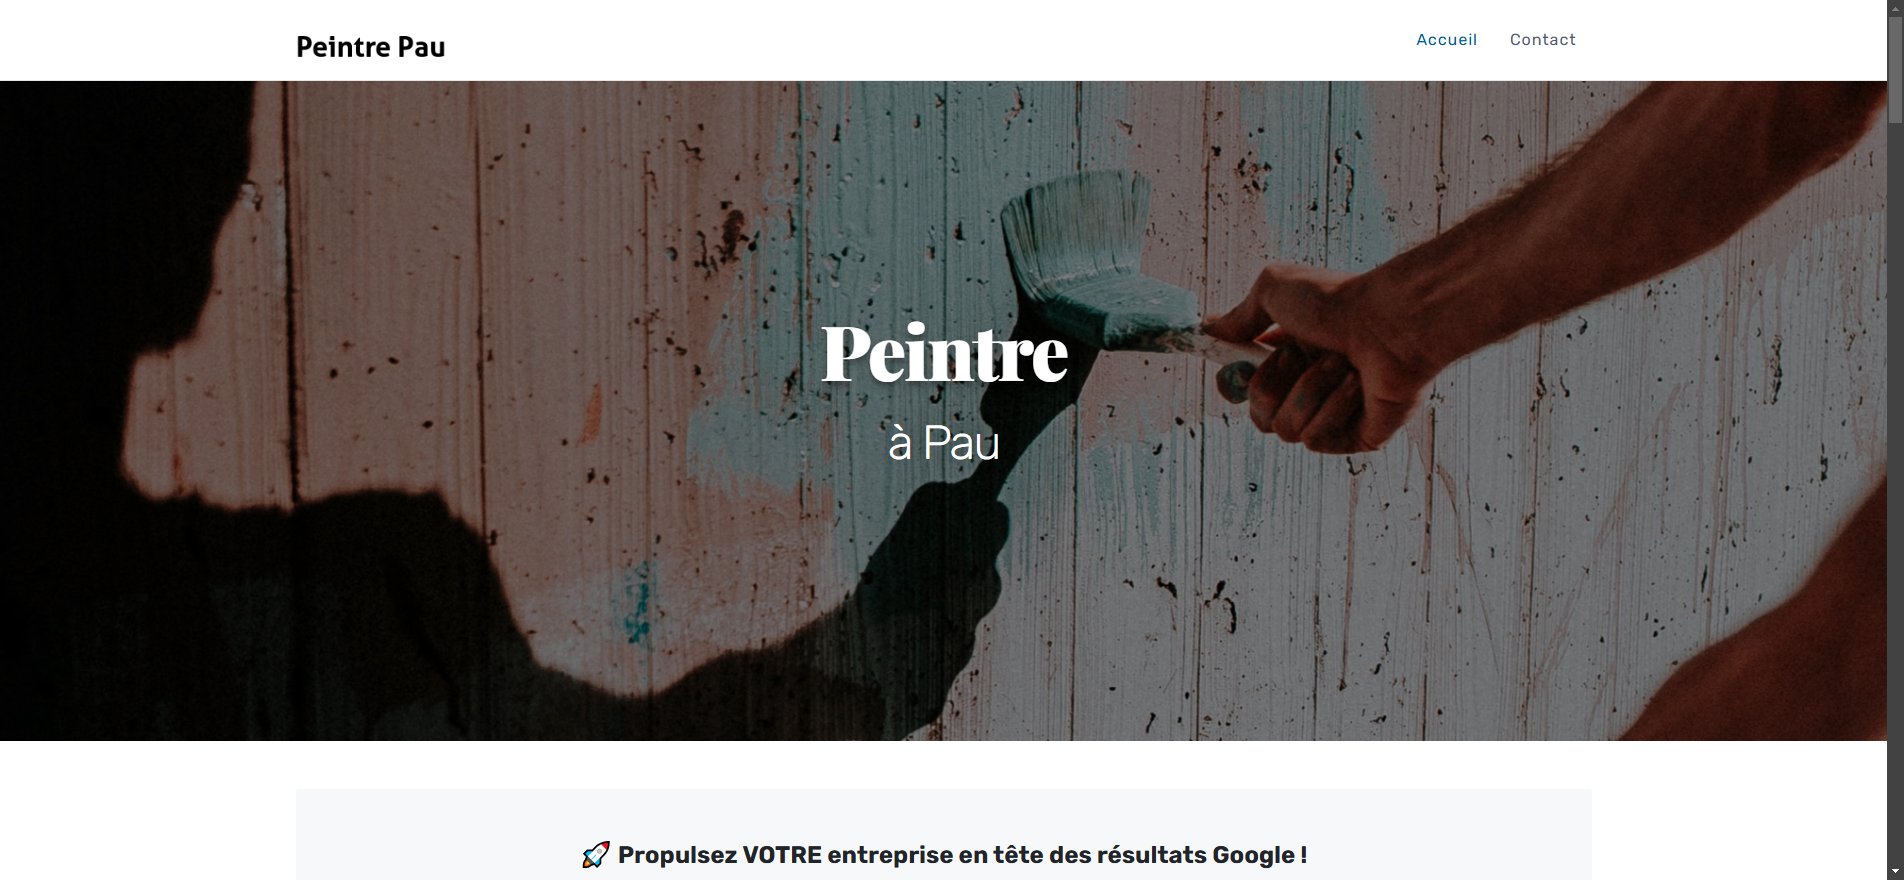 Peintre Pau
Accueil Contact
Peintre
à Pau
🚀 Propulsez VOTRE entreprise en tête des résultats Google !